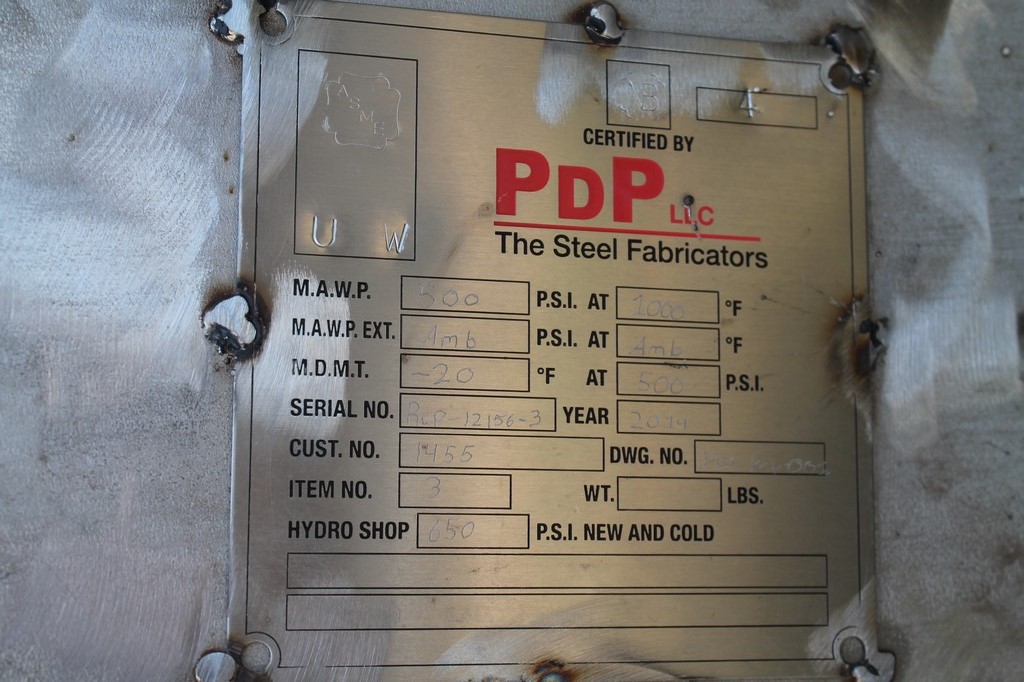 ASME
B
4
U W
CERTIFIED BY
PDP LLC
The Steel Fabricators
M.A.W.P. 500 P.S.I. AT 1000 °F
M.A.W.P. EXT. Amb P.S.I. AT Amb °F
M.D.M.T. -20 °F AT 500 P.S.I.
SERIAL NO. YEAR 2014
CUST. NO. 1455 DWG. NO.
ITEM NO. 3 WT. LBS.
HYDRO SHOP 650 P.S.I. NEW AND COLD